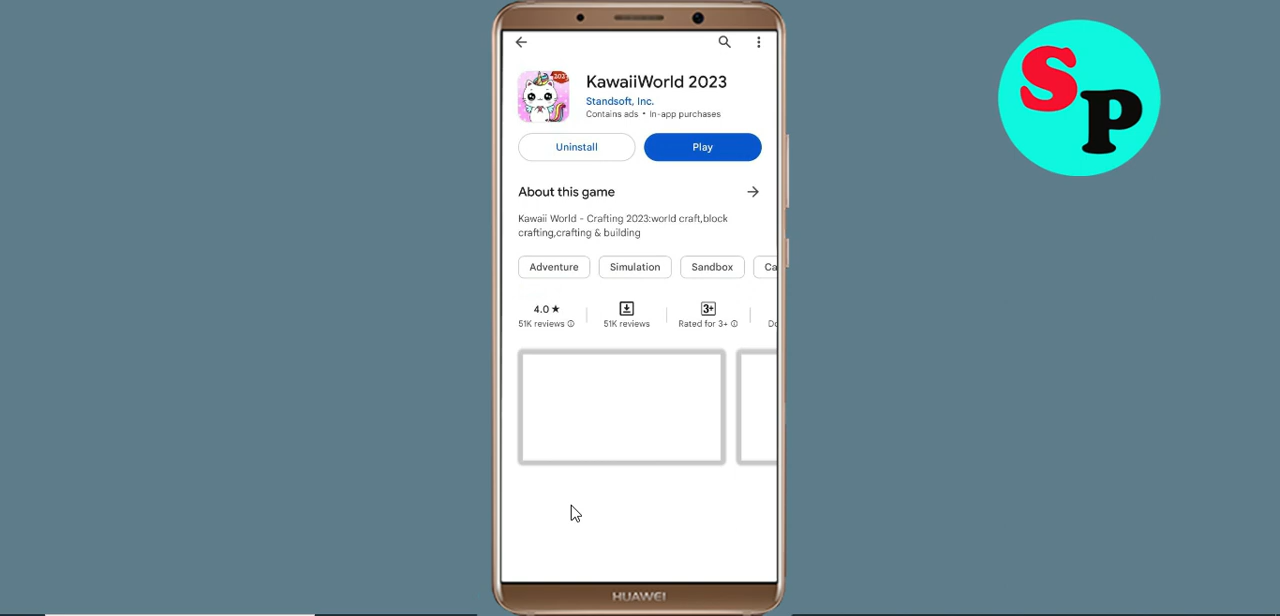 KawaiiWorld 2023
Standsoft, Inc.
Contains ads • In-app purchases
Uninstall
Play
About this game
Kawaii World - Crafting 2023:world craft,block
crafting,crafting & building
Adventure
Simulation
Sandbox
Ca
4.0 ★
51K reviews
51K reviews
3+
Rated for 3+
HUAWEI
SP